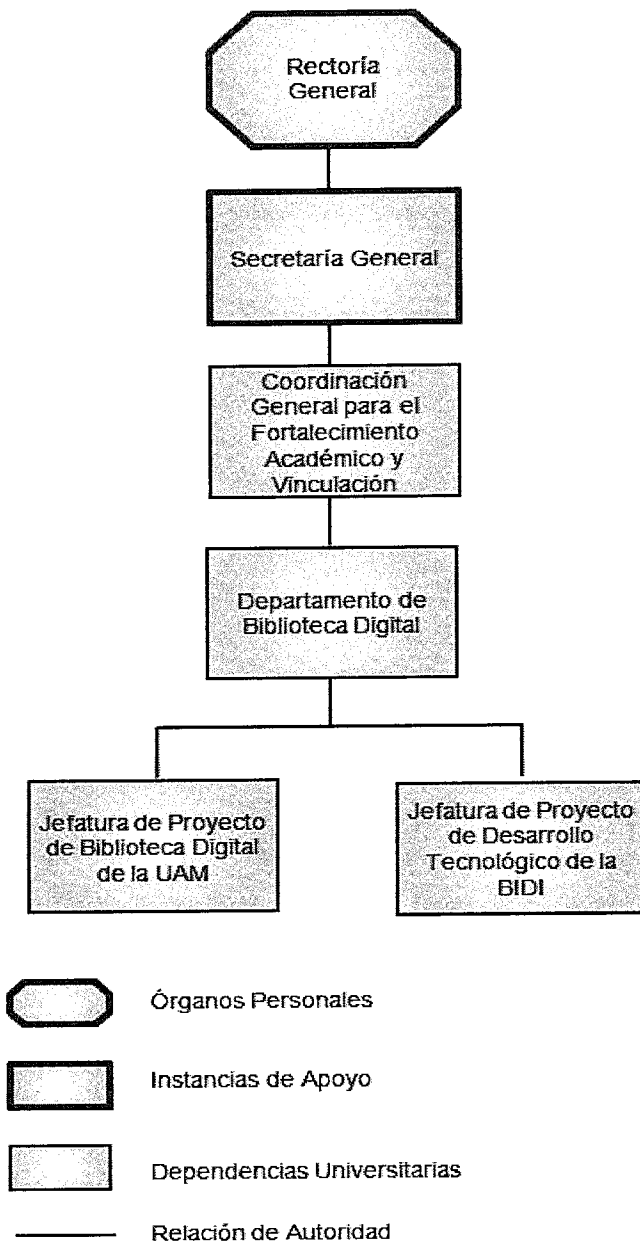 Rectoría
General
Secretaría General
Coordinación
General para el
Fortalecimiento
Académico y
Vinculación
Departamento de
Biblioteca Digital
Jefatura de Proyecto
de Biblioteca Digital
de la UAM
Jefatura de Proyecto
de Desarrollo
Tecnológico de la
BIDI
Órganos Personales
Instancias de Apoyo
Dependencias Universitarias
Relación de Autoridad